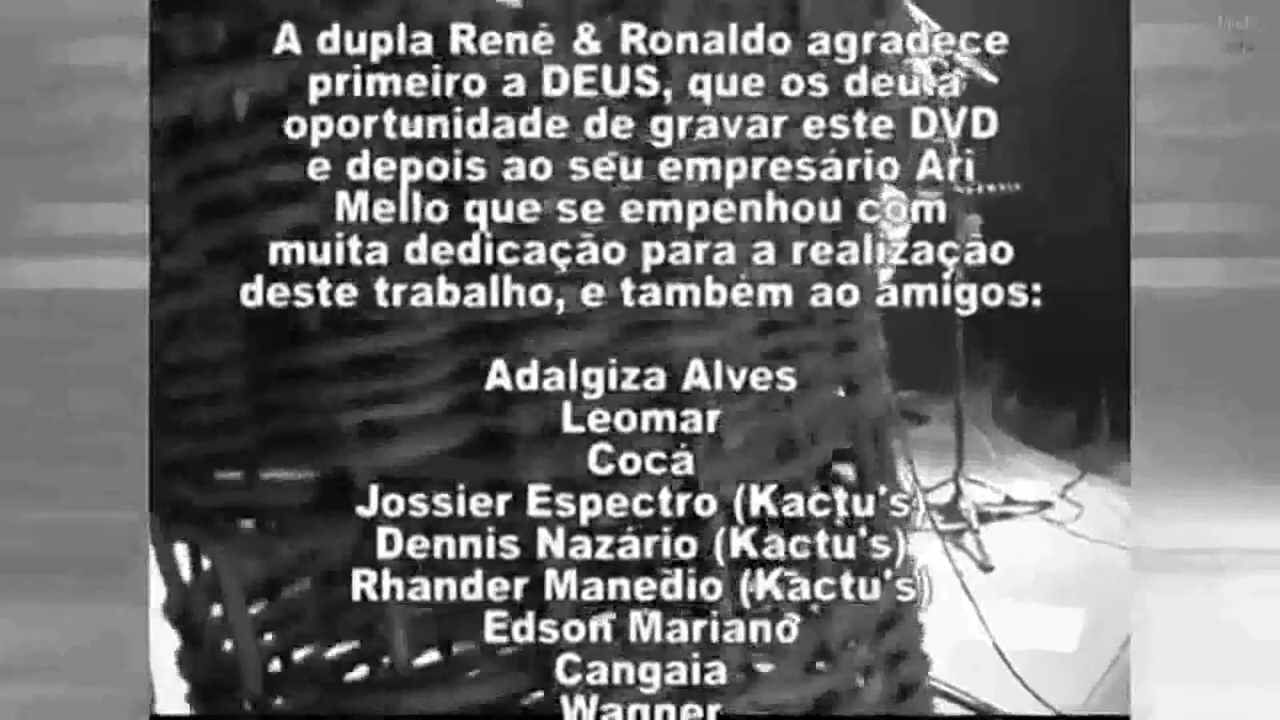 A dupla Renê & Ronaldo agradece
primeiro a DEUS, que os deu a
oportunidade de gravar este DVD
e depois ao seu empresário Ari
Mello que se empenhou com
muita dedicação para a realização
deste trabalho, e também ao amigos:
Adalgiza Alves
Leomar
Cocá
Jossier Espectro (Kactu's)
Dennis Nazário (Kactu's)
Rhander Manedio (Kactu's)
Edson Mariano
Cangaia
Wagner